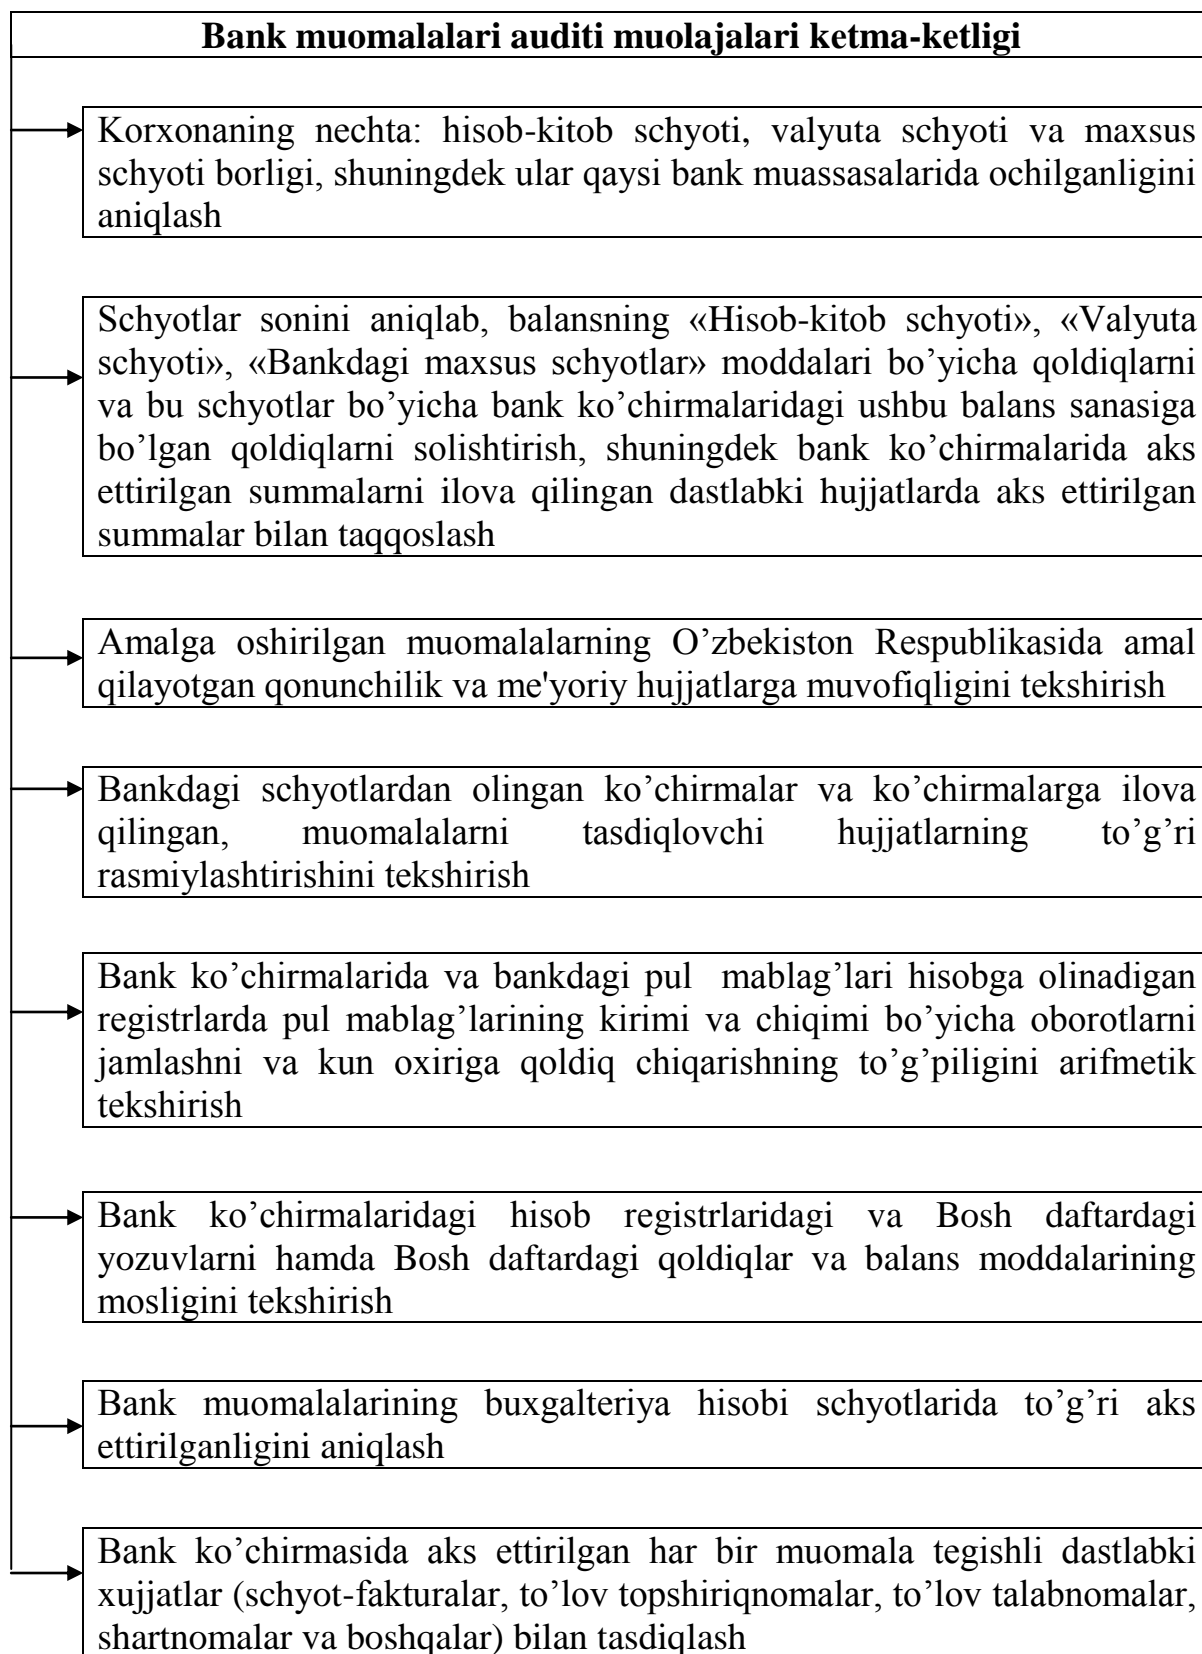 Bank muomalalari auditi muolajalari ketma-ketligi
Korxonaning nechta: hisob-kitob schyoti, valyuta schyoti va maxsus
schyoti borligi, shuningdek ular qaysi bank muassasalarida ochilganligini
aniqlash
Schyotlar sonini aniqlab, balansning «Hisob-kitob schyoti», «Valyuta
schyoti», «Bankdagi maxsus schyotlar» moddalari bo’yicha qoldiqlarni
va bu schyotlar bo’yicha bank ko’chirmalaridagi ushbu balans sanasiga
bo’lgan qoldiqlarni solishtirish, shuningdek bank ko’chirmalarida aks
ettirilgan summalarni ilova qilingan dastlabki hujjatlarda aks ettirilgan
summalar bilan taqqoslash
Amalga oshirilgan muomalalarning O’zbekiston Respublikasida amal
qilayotgan qonunchilik va me'yoriy hujjatlarga muvofiqligini tekshirish
Bankdagi schyotlardan olingan ko’chirmalar va ko’chirmalarga ilova
qilingan, muomalalarni tasdiqlovchi hujjatlarning to’g’ri
rasmiylashtirishini tekshirish
Bank ko’chirmalarida va bankdagi pul mablag’lari hisobga olinadigan
registrlarda pul mablag’larining kirimi va chiqimi bo’yicha oborotlarni
jamlashni va kun oxiriga qoldiq chiqarishning to’g’piligini arifmetik
tekshirish
Bank ko’chirmalaridagi hisob registrlaridagi va Bosh daftardagi
yozuvlarni hamda Bosh daftardagi qoldiqlar va balans moddalarining
mosligini tekshirish
Bank muomalalarining buxgalteriya hisobi schyotlarida to’g’ri aks
ettirilganligini aniqlash
Bank ko’chirmasida aks ettirilgan har bir muomala tegishli dastlabki
xujjatlar (schyot-fakturalar, to’lov topshiriqnomalar, to’lov talabnomalar,
shartnomalar va boshqalar) bilan tasdiqlash